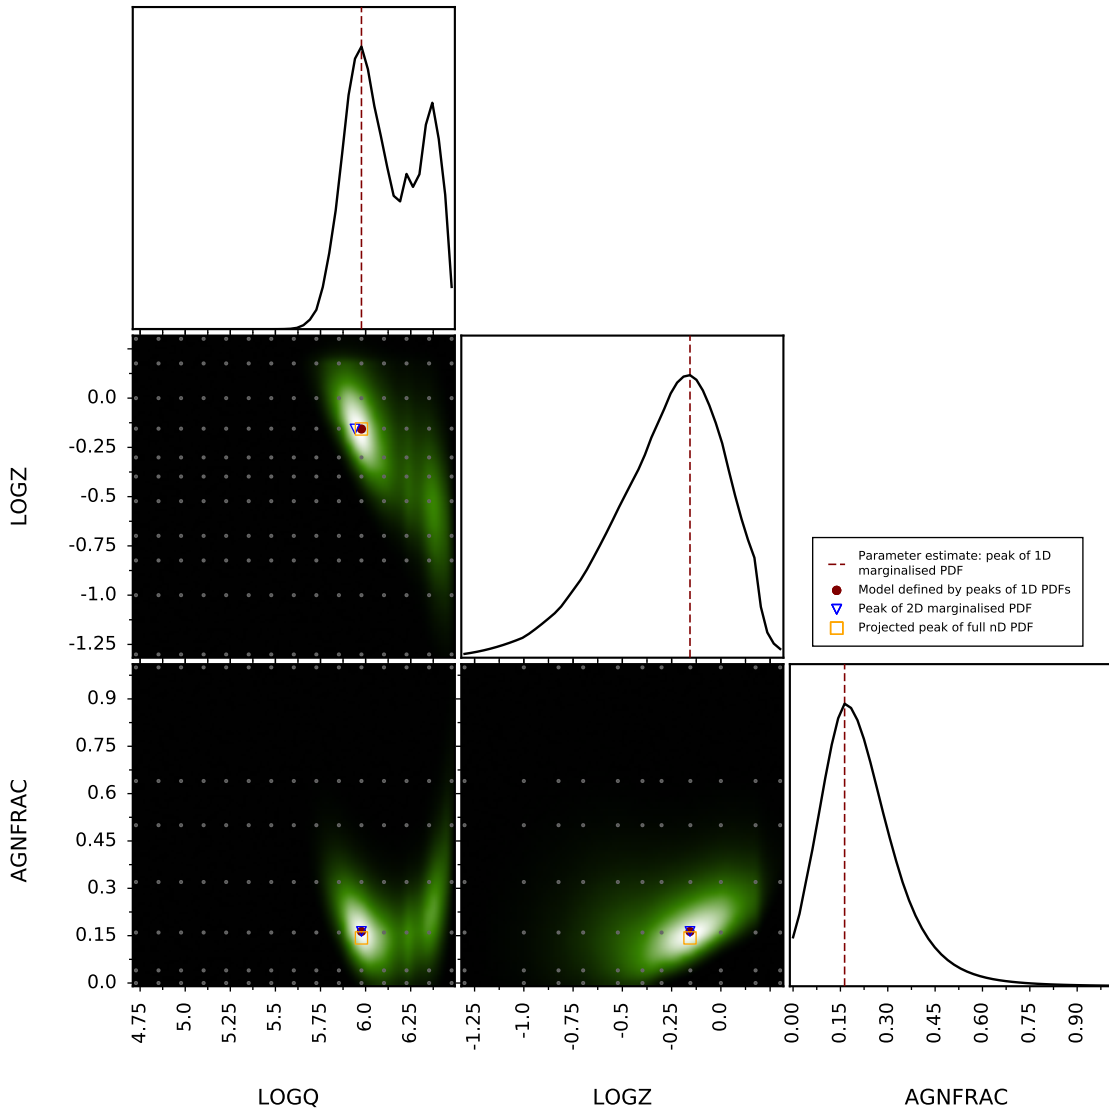 0.0
-0.25
-0.5
-0.75
-1.0
-1.25
LOGZ
Parameter estimate: peak of 1D
marginalised PDF
Model defined by peaks of 1D PDFs
Peak of 2D marginalised PDF
Projected peak of full nD PDF
0.9
0.75
0.6
0.45
0.3
0.15
0.0
AGNFRAC
4.75 5.0 5.25 5.5 5.75 6.0 6.25
-1.25 -1.0 -0.75 -0.5 -0.25 0.0
0.00 0.15 0.30 0.45 0.60 0.75 0.90
LOGQ LOGZ AGNFRAC